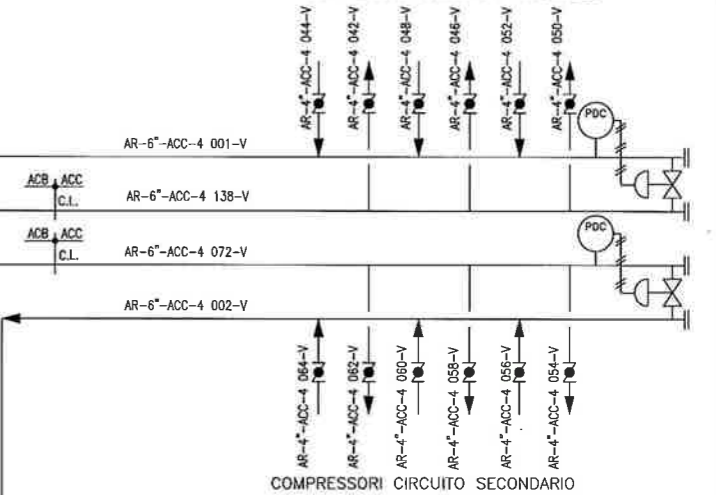 AR-4"-ACC-4 044-V
AR-4"-ACC-4 042-V
AR-4"-ACC-4 048-V
AR-4"-ACC-4 046-V
AR-4"-ACC-4 052-V
AR-4"-ACC-4 050-V
PDC
AR-6"-ACC-4 001-V
ACB ACC
C.L.
AR-6"-ACC-4 138-V
PDC
ACB ACC
C.L.
AR-6"-ACC-4 072-V
AR-6"-ACC-4 002-V
AR-4"-ACC-4 064-V
AR-4"-ACC-4 062-V
AR-4"-ACC-4 060-V
AR-4"-ACC-4 058-V
AR-4"-ACC-4 056-V
AR-4"-ACC-4 054-V
COMPRESSORI CIRCUITO SECONDARIO